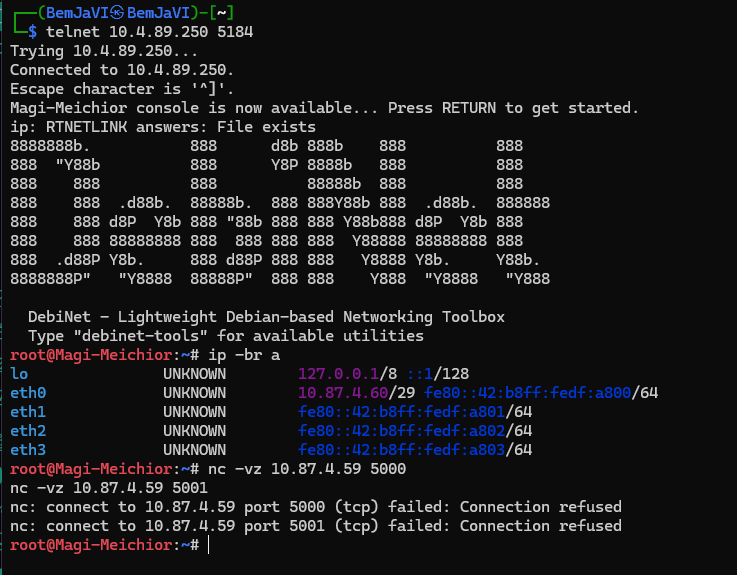 ┌──(BemJaVI㉿BemJaVI)-[~]
└─$ telnet 10.4.89.250 5184
Trying 10.4.89.250...
Connected to 10.4.89.250.
Escape character is '^]'.
Magi-Meichior console is now available... Press RETURN to get started.
ip: RTNETLINK answers: File exists
8888888b.           888      d8b 888b    888          888
888  "Y88b          888      Y8P 8888b   888          888
888    888          888          88888b  888          888
888    888  .d88b.  88888b.  888 888Y88b 888  .d88b.  888888
888    888 d8P  Y8b 888 "88b 888 888 Y88b888 d8P  Y8b 888
888    888 88888888 888  888 888 888  Y88888 88888888 888
888  .d88P Y8b.     888 d88P 888 888   Y8888 Y8b.     Y88b.
8888888P"   "Y8888  88888P"  888 888    Y888  "Y8888   "Y888
DebiNet – Lightweight Debian-based Networking Toolbox
Type "debinet-tools" for available utilities
root@Magi-Meichior:~# ip -br a
lo               UNKNOWN        127.0.0.1/8 ::1/128
eth0             UNKNOWN        10.87.4.60/29 fe80::42:b8ff:fedf:a800/64
eth1             UNKNOWN        fe80::42:b8ff:fedf:a801/64
eth2             UNKNOWN        fe80::42:b8ff:fedf:a802/64
eth3             UNKNOWN        fe80::42:b8ff:fedf:a803/64
root@Magi-Meichior:~# nc -vz 10.87.4.59 5000
nc -vz 10.87.4.59 5001
nc: connect to 10.87.4.59 port 5000 (tcp) failed: Connection refused
nc: connect to 10.87.4.59 port 5001 (tcp) failed: Connection refused
root@Magi-Meichior:~#